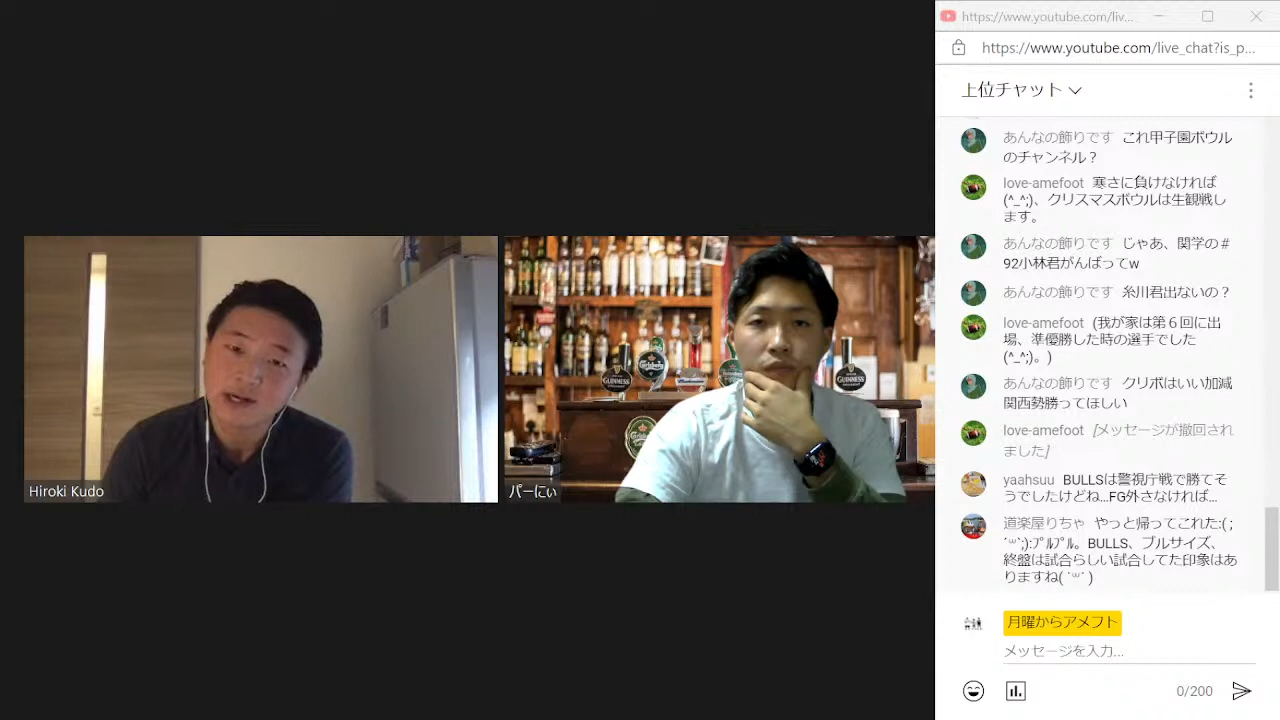 https://www.youtube.com/liv...
https://www.youtube.com/live_chat?is_p...
上位チャット
あんなの飾りです これ甲子園ボウル
のチャンネル？
love-amefoot 寒さに負けなければ
(^_^;)、クリスマスボウルは生観戦し
ます。
あんなの飾りです じゃあ、関学の＃
92小林君がんばってw
あんなの飾りです 糸川君出ないの？
love-amefoot (我が家は第６回に出
場、準優勝した時の選手でした
(^_^;)。)
あんなの飾りです クリボはいい加減
関西勢勝ってほしい
love-amefoot [メッセージが撤回され
ました]
yaahsuu BULLSは警視庁戦で勝てそ
うでしたけどね...FG外さなければ...
道楽屋りちゃ やっと帰ってこれた:( ;
´꒳`;):ﾌﾟﾙﾌﾟﾙ。BULLS、ブルサイズ、
終盤は試合らしい試合してた印象はあ
りますね( ˙꒳˙ )
月曜からアメフト
メッセージを入力...
0/200
Hiroki Kudo
パーにぃ
GUINNESS
Carlsberg
GUINNESS
Carlsberg